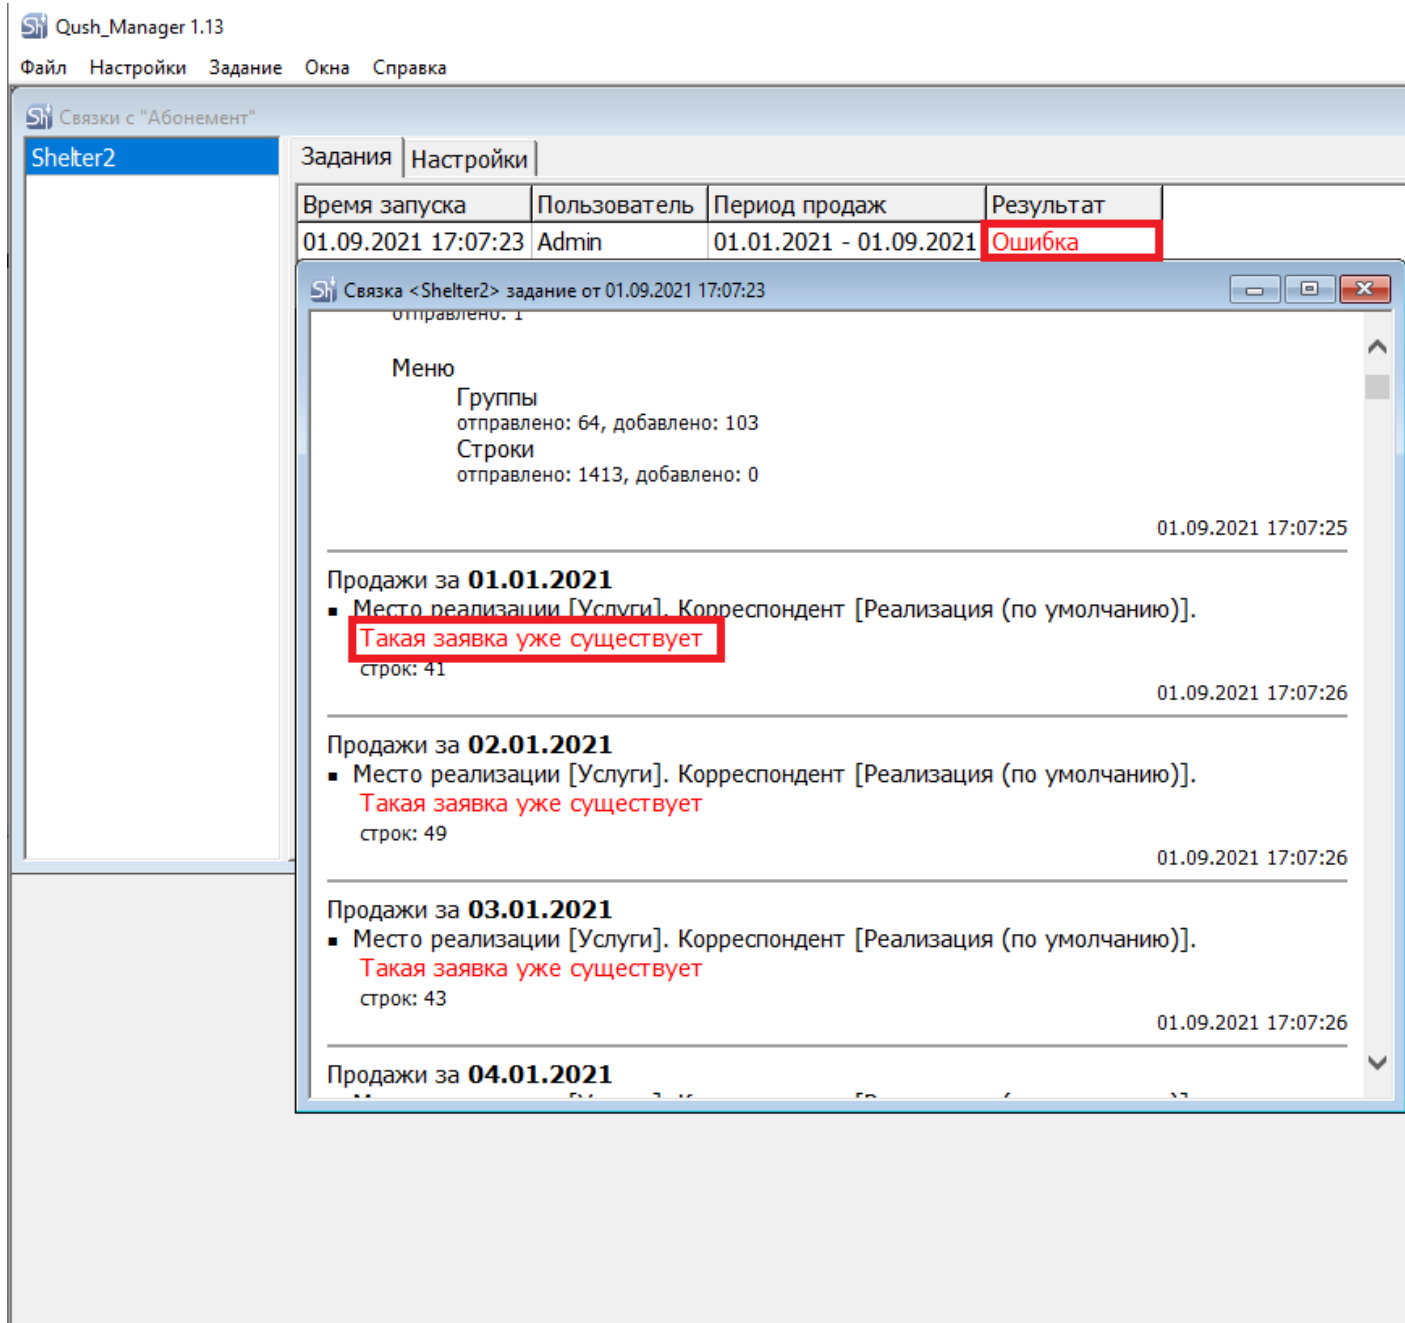 Qush_Manager 1.13
Файл Настройки Задание Окна Справка
Связки с "Абонемент"
Shelter2
Задания Настройки
Время запуска Пользователь Период продаж Результат
01.09.2021 17:07:23 Admin 01.01.2021 - 01.09.2021 Ошибка
Связка <Shelter2> задание от 01.09.2021 17:07:23
отправлено: 1
Меню
Группы
отправлено: 64, добавлено: 103
Строки
отправлено: 1413, добавлено: 0
01.09.2021 17:07:25
Продажи за 01.01.2021
▪ Место реализации [Услуги]. Корреспондент [Реализация (по умолчанию)].
Такая заявка уже существует
строк: 41
01.09.2021 17:07:26
Продажи за 02.01.2021
▪ Место реализации [Услуги]. Корреспондент [Реализация (по умолчанию)].
Такая заявка уже существует
строк: 49
01.09.2021 17:07:26
Продажи за 03.01.2021
▪ Место реализации [Услуги]. Корреспондент [Реализация (по умолчанию)].
Такая заявка уже существует
строк: 43
01.09.2021 17:07:26
Продажи за 04.01.2021